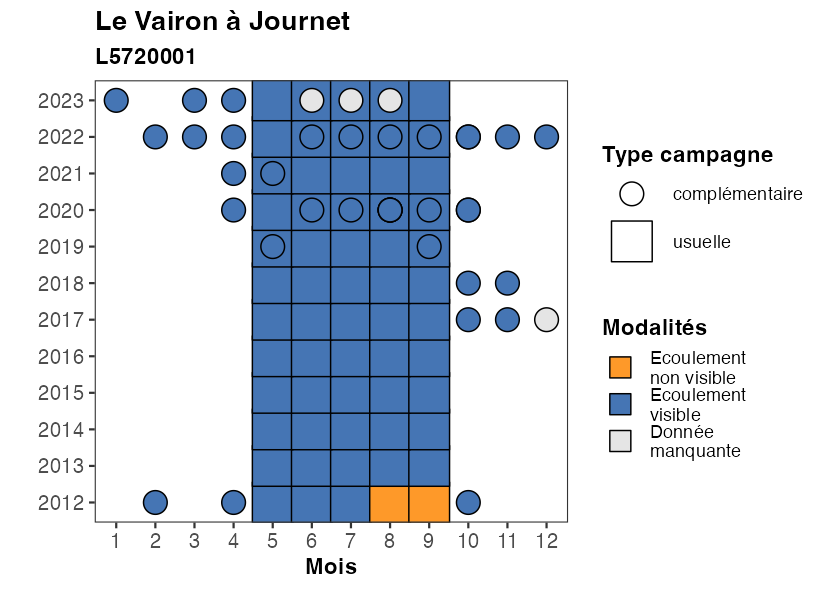 Le Vairon à Journet
L5720001
2023
2022
2021
2020
2019
2018
2017
2016
2015
2014
2013
2012
1 2 3 4 5 6 7 8 9 10 11 12
Mois
Type campagne
complémentaire
usuelle
Modalités
Ecoulement
non visible
Ecoulement
visible
Donnée
manquante